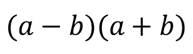 (a − b)(a + b)